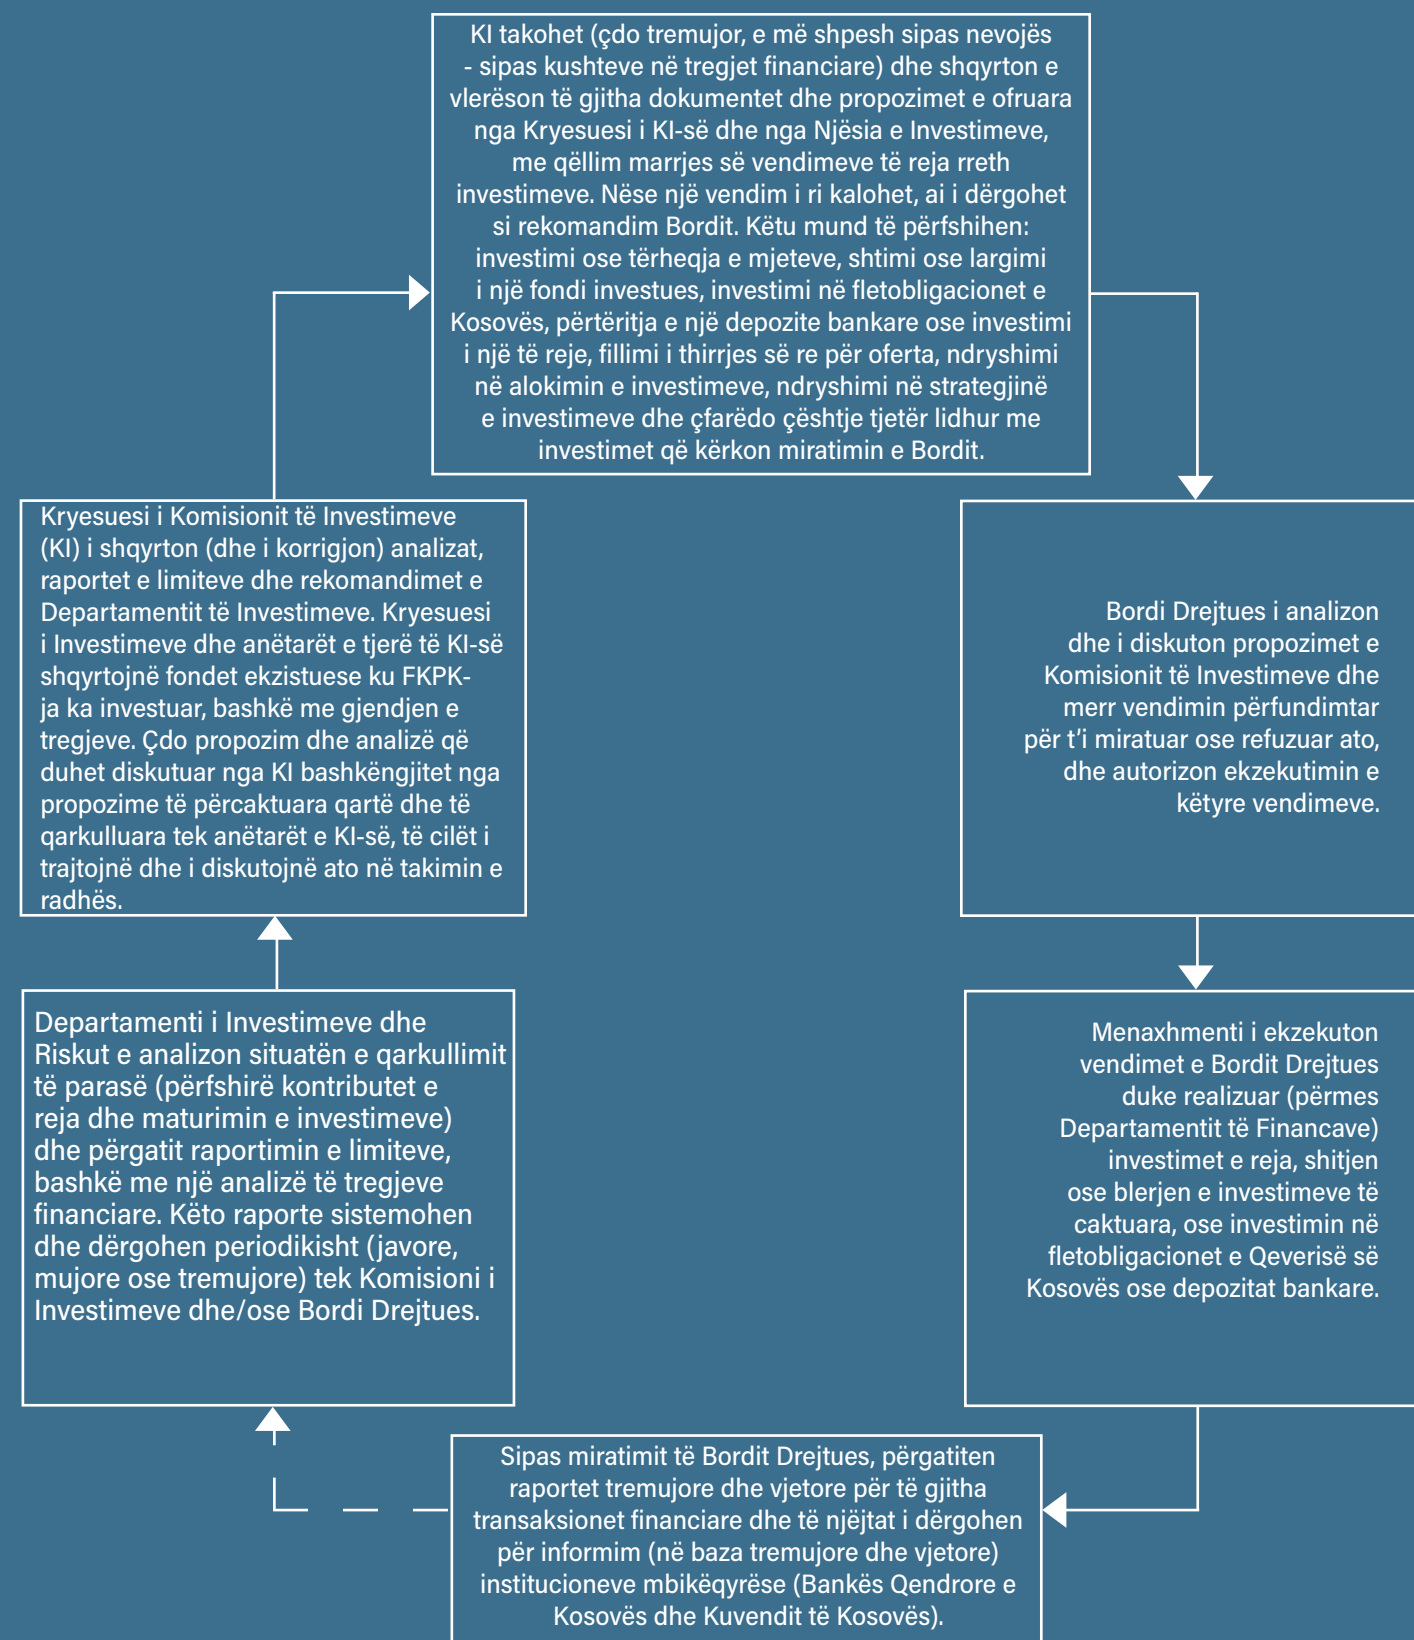 KI takohet (çdo tremujor, e më shpesh sipas nevojës
- sipas kushteve në tregjet financiare) dhe shqyrton e
vlerëson të gjitha dokumentet dhe propozimet e ofruara
nga Kryesuesi i KI-së dhe nga Njësia e Investimeve,
me qëllim marrjes së vendimeve të reja rreth
investimeve. Nëse një vendim i ri kalohet, ai i dërgohet
si rekomandim Bordit. Këtu mund të përfshihen:
investimi ose tërheqja e mjeteve, shtimi ose largimi
i një fondi investues, investimi në fletobligacionet e
Kosovës, përtëritja e një depozite bankare ose investimi
i një të reje, fillimi i thirrjes së re për oferta, ndryshimi
në alokimin e investimeve, ndryshimi në strategjinë
e investimeve dhe çfarëdo çështje tjetër lidhur me
investimet që kërkon miratimin e Bordit.
Kryesuesi i Komisionit të Investimeve
(KI) i shqyrton (dhe i korrigjon) analizat,
raportet e limiteve dhe rekomandimet e
Departamentit të Investimeve. Kryesuesi
i Investimeve dhe anëtarët e tjerë të KI-së
shqyrtojnë fondet ekzistuese ku FKPK-
ja ka investuar, bashkë me gjendjen e
tregjeve. Çdo propozim dhe analizë që
duhet diskutuar nga KI bashkëngjitet nga
propozime të përcaktuara qartë dhe të
qarkulluara tek anëtarët e KI-së, të cilët i
trajtojnë dhe i diskutojnë ato në takimin e
radhës.
Bordi Drejtues i analizon
dhe i diskuton propozimet e
Komisionit të Investimeve dhe
merr vendimin përfundimtar
për t'i miratuar ose refuzuar ato,
dhe autorizon ekzekutimin e
këtyre vendimeve.
Departamenti i Investimeve dhe
Riskut e analizon situatën e qarkullimit
të parasë (përfshirë kontributet e
reja dhe maturimin e investimeve)
dhe përgatit raportimin e limiteve,
bashkë me një analizë të tregjeve
financiare. Këto raporte sistemohen
dhe dërgohen periodikisht (javore,
mujore ose tremujore) tek Komisioni i
Investimeve dhe/ose Bordi Drejtues.
Menaxhmenti i ekzekuton
vendimet e Bordit Drejtues
duke realizuar (përmes
Departamentit të Financave)
investimet e reja, shitjen
ose blerjen e investimeve të
caktuara, ose investimin në
fletobligacionet e Qeverisë së
Kosovës ose depozitat bankare.
Sipas miratimit të Bordit Drejtues, përgatiten
raportet tremujore dhe vjetore për të gjitha
transaksionet financiare dhe të njëjtat i dërgohen
për informim (në baza tremujore dhe vjetore)
institucioneve mbikëqyrëse (Bankës Qendrore e
Kosovës dhe Kuvendit të Kosovës).